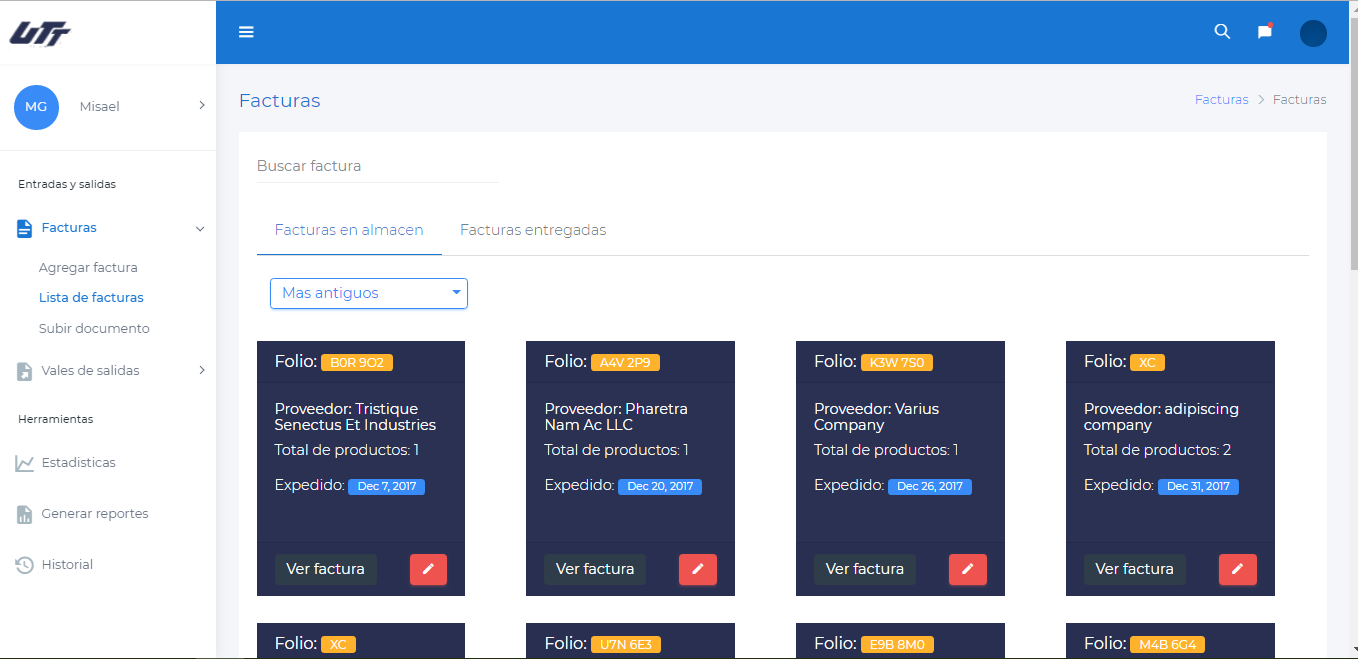 UTT
MG
Misael
Entradas y salidas
Facturas
Agregar factura
Lista de facturas
Subir documento
Vales de salidas
Herramientas
Estadisticas
Generar reportes
Historial
Facturas
Facturas
Facturas
Buscar factura
Facturas en almacen
Facturas entregadas
Mas antiguos
Folio: B0R 9O2
Proveedor: Tristique
Senectus Et Industries
Total de productos: 1
Expedido: Dec 7, 2017
Ver factura
Folio: A4V 2P9
Proveedor: Pharetra
Nam Ac LLC
Total de productos: 1
Expedido: Dec 20, 2017
Ver factura
Folio: K3W 7S0
Proveedor: Varius
Company
Total de productos: 1
Expedido: Dec 26, 2017
Ver factura
Folio: XC
Proveedor: adipiscing
company
Total de productos: 2
Expedido: Dec 31, 2017
Ver factura
Folio: XC
Folio: U7N 6E3
Folio: E9B 8M0
Folio: M4B 6G4